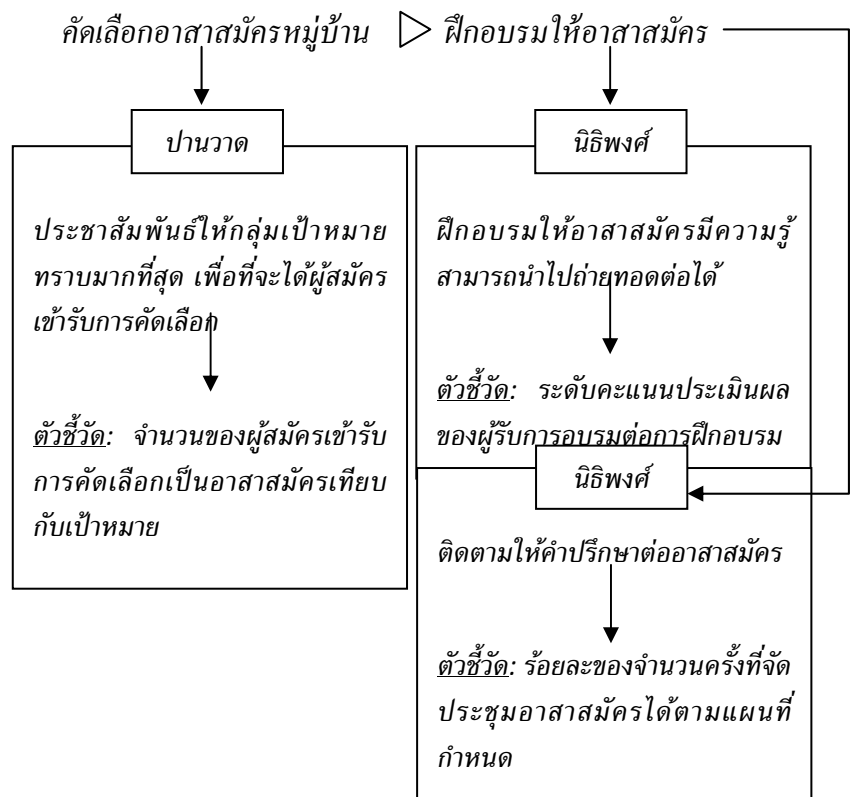 คัดเลือกอาสาสมัครหมู่บ้าน ฝึกอบรมให้อาสาสมัคร
ปานวาด
ประชาสัมพันธ์ให้กลุ่มเป้าหมาย
ทราบมากที่สุด เพื่อที่จะได้ผู้สมัคร
เข้ารับการคัดเลือก
ตัวชี้วัด: จำนวนของผู้สมัครเข้ารับ
การคัดเลือกเป็นอาสาสมัครเทียบ
กับเป้าหมาย
นิธิพงศ์
ฝึกอบรมให้อาสาสมัครมีความรู้
สามารถนำไปถ่ายทอดต่อได้
ตัวชี้วัด: ระดับคะแนนประเมินผล
ของผู้รับการอบรมต่อการฝึกอบรม
นิธิพงศ์
ติดตามให้คำปรึกษาต่ออาสาสมัคร
ตัวชี้วัด: ร้อยละของจำนวนครั้งที่จัด
ประชุมอาสาสมัครได้ตามแผนที่
กำหนด